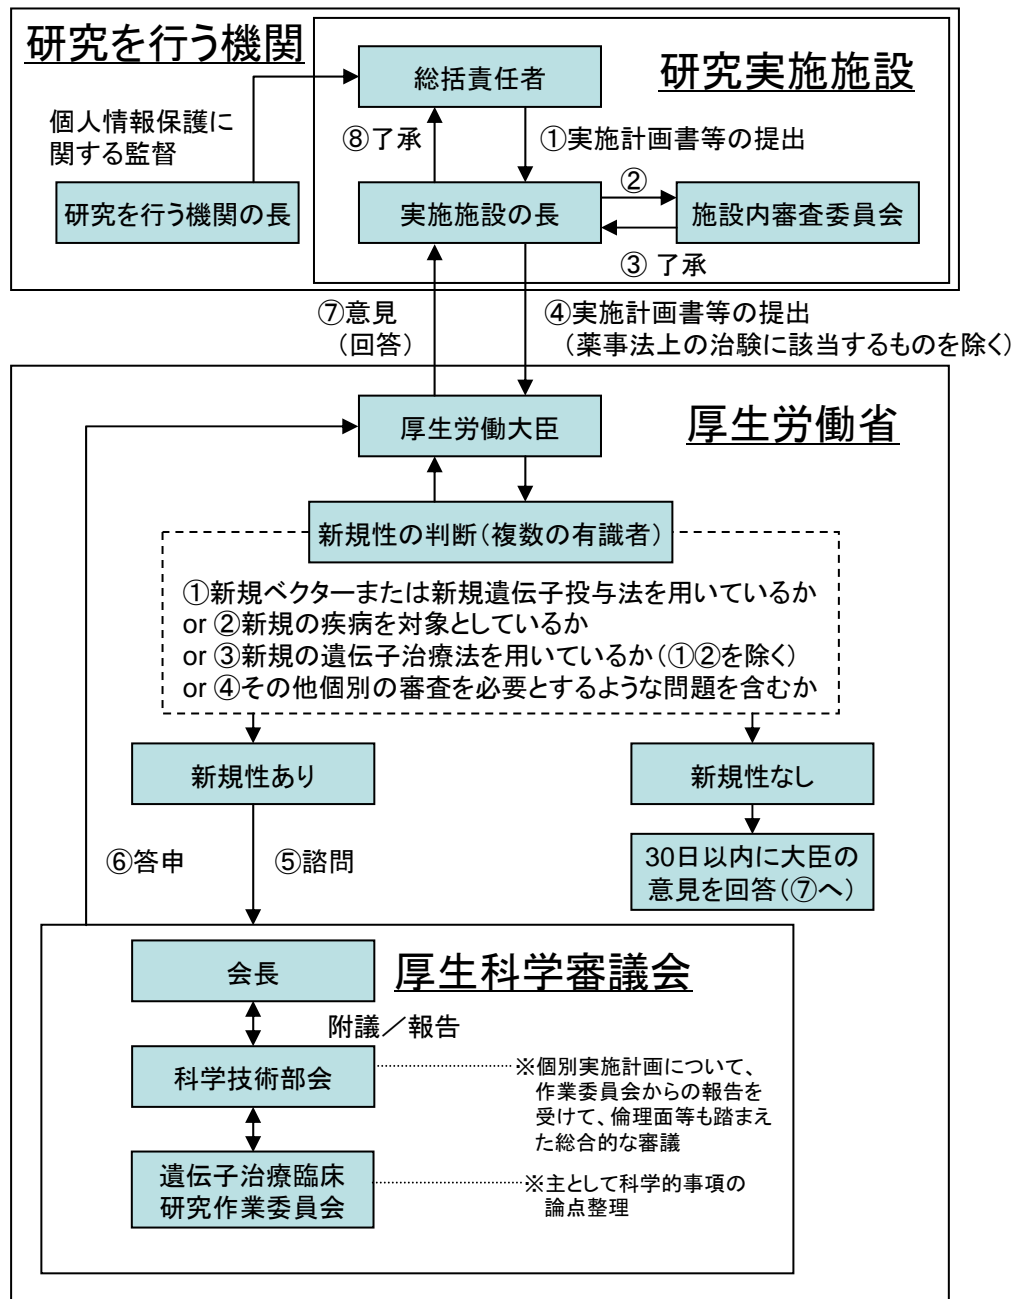 研究を行う機関
研究実施施設
総括責任者
個人情報保護に
関する監督
⑧了承
①実施計画書等の提出
研究を行う機関の長
実施施設の長
②
施設内審査委員会
③ 了承
⑦意見
（回答）
④実施計画書等の提出
（薬事法上の治験に該当するものを除く）
厚生労働省
厚生労働大臣
新規性の判断（複数の有識者）
①新規ベクターまたは新規遺伝子投与法を用いているか
or ②新規の疾病を対象としているか
or ③新規の遺伝子治療法を用いているか（①②を除く）
or ④その他個別の審査を必要とするような問題を含むか
新規性あり
新規性なし
⑥答申
⑤諮問
30日以内に大臣の
意見を回答（⑦へ）
厚生科学審議会
会長
附議／報告
科学技術部会
※個別実施計画について、
作業委員会からの報告を
受けて、倫理面等も踏まえ
た総合的な審議
遺伝子治療臨床
研究作業委員会
※主として科学的事項の
論点整理